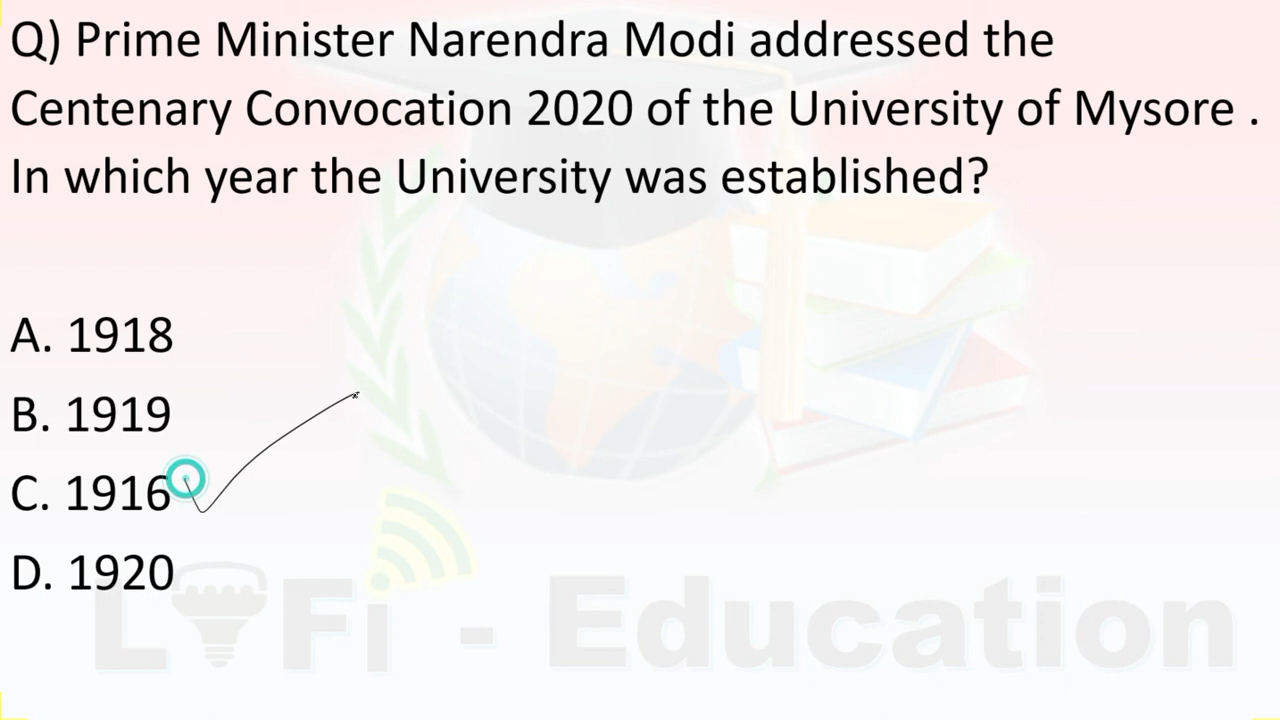 Q) Prime Minister Narendra Modi addressed the
Centenary Convocation 2020 of the University of Mysore .
In which year the University was established?
A. 1918
B. 1919
C. 1916
D. 1920
LiFi - Education